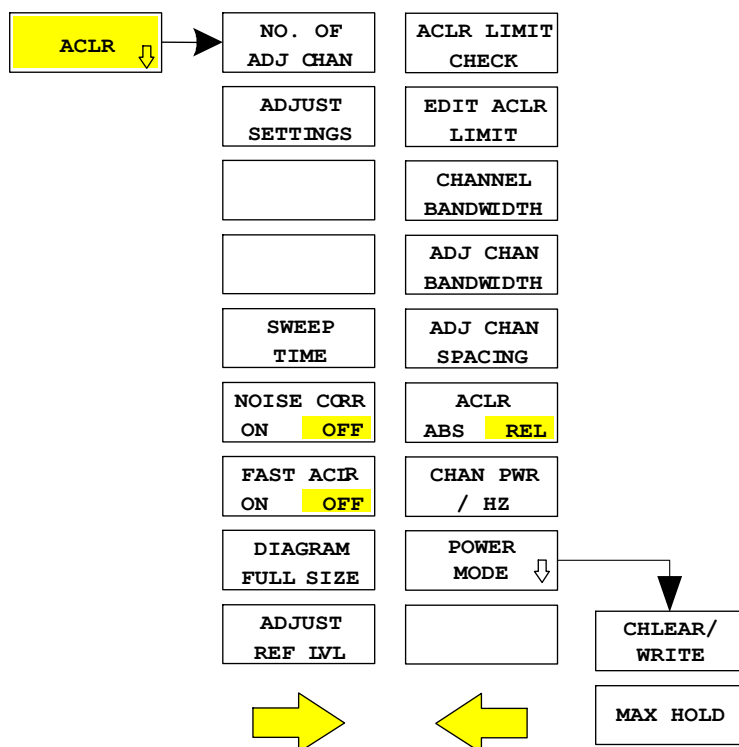 ACLR
NO. OF
ADJ CHAN
ADJUST
SETTINGS
SWEEP
TIME
NOISE CORR
ON OFF
FAST ACLR
ON OFF
DIAGRAM
FULL SIZE
ADJUST
REF LVL
ACLR LIMIT
CHECK
EDIT ACLR
LIMIT
CHANNEL
BANDWIDTH
ADJ CHAN
BANDWIDTH
ADJ CHAN
SPACING
ACLR
ABS REL
CHAN PWR
/ HZ
POWER
MODE
CHLEAR/
WRITE
MAX HOLD